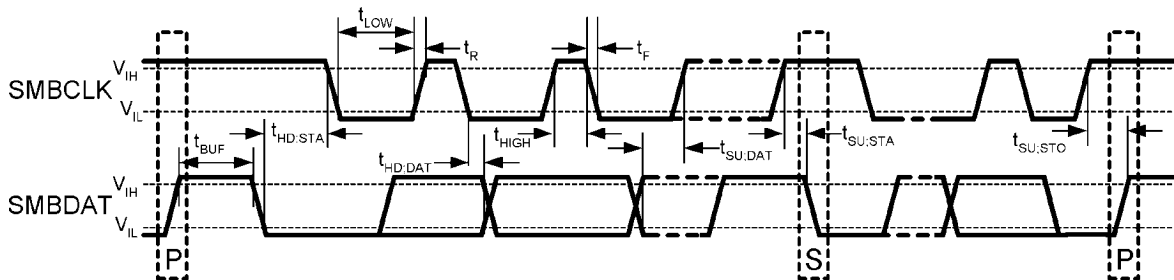 tLOW
tR
tF
VIH
SMBCLK
VIL
tBUF
tHD:STA
tHD:DAT
tHIGH
tSU;DAT
tSU;STA
tSU;STO
VIH
SMBDAT
VIL
P
S
P